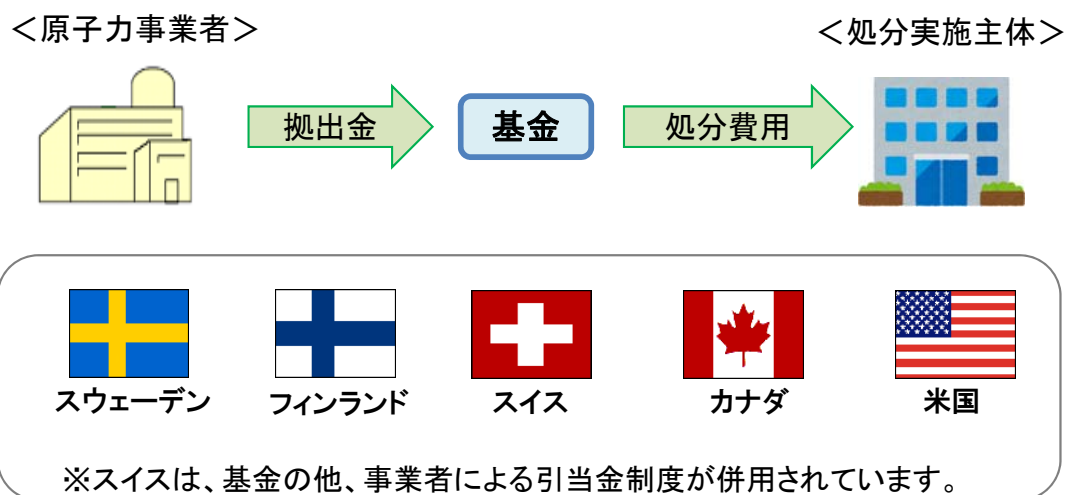 ＜原子力事業者＞
＜処分実施主体＞
拠出金
基金
処分費用
スウェーデン
フィンランド
スイス
カナダ
米国
※スイスは、基金の他、事業者による引当金制度が併用されています。